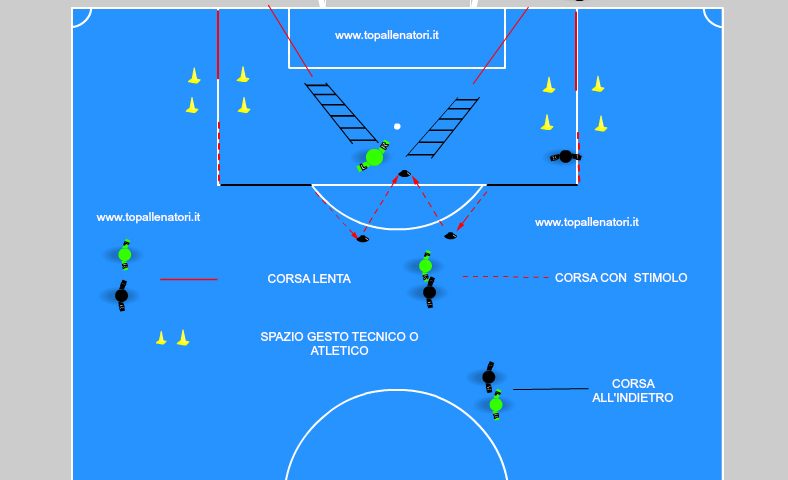 www.topallenatori.it
www.topallenatori.it
www.topallenatori.it
CORSA LENTA
CORSA CON STIMOLO
SPAZIO GESTO TECNICO O
ATLETICO
CORSA
ALL'INDIETRO